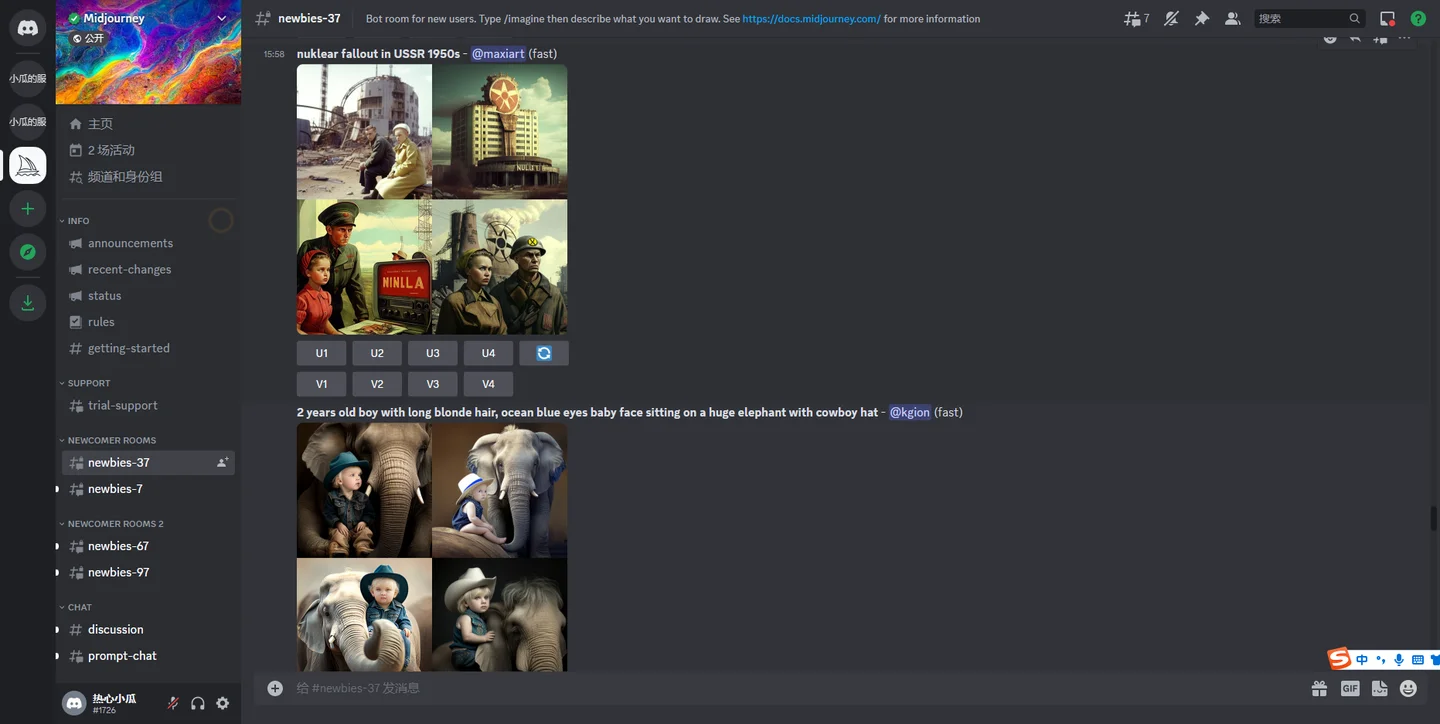 Midjourney
公开
小瓜的服
小瓜的服
主页
2 场活动
频道和身份组
INFO
announcements
recent-changes
status
rules
getting-started
SUPPORT
trial-support
NEWCOMER ROOMS
newbies-37
newbies-7
NEWCOMER ROOMS 2
newbies-67
newbies-97
CHAT
discussion
prompt-chat
热心小瓜
#1726
newbies-37
Bot room for new users. Type /imagine then describe what you want to draw. See https://docs.midjourney.com/ for more information
7
搜索
15:58 nuklear fallout in USSR 1950s - @maxiart (fast)
NINLLA
U1 U2 U3 U4
V1 V2 V3 V4
2 years old boy with long blonde hair, ocean blue eyes baby face sitting on a huge elephant with cowboy hat - @kgion (fast)
给 #newbies-37 发消息
GIF
S 中